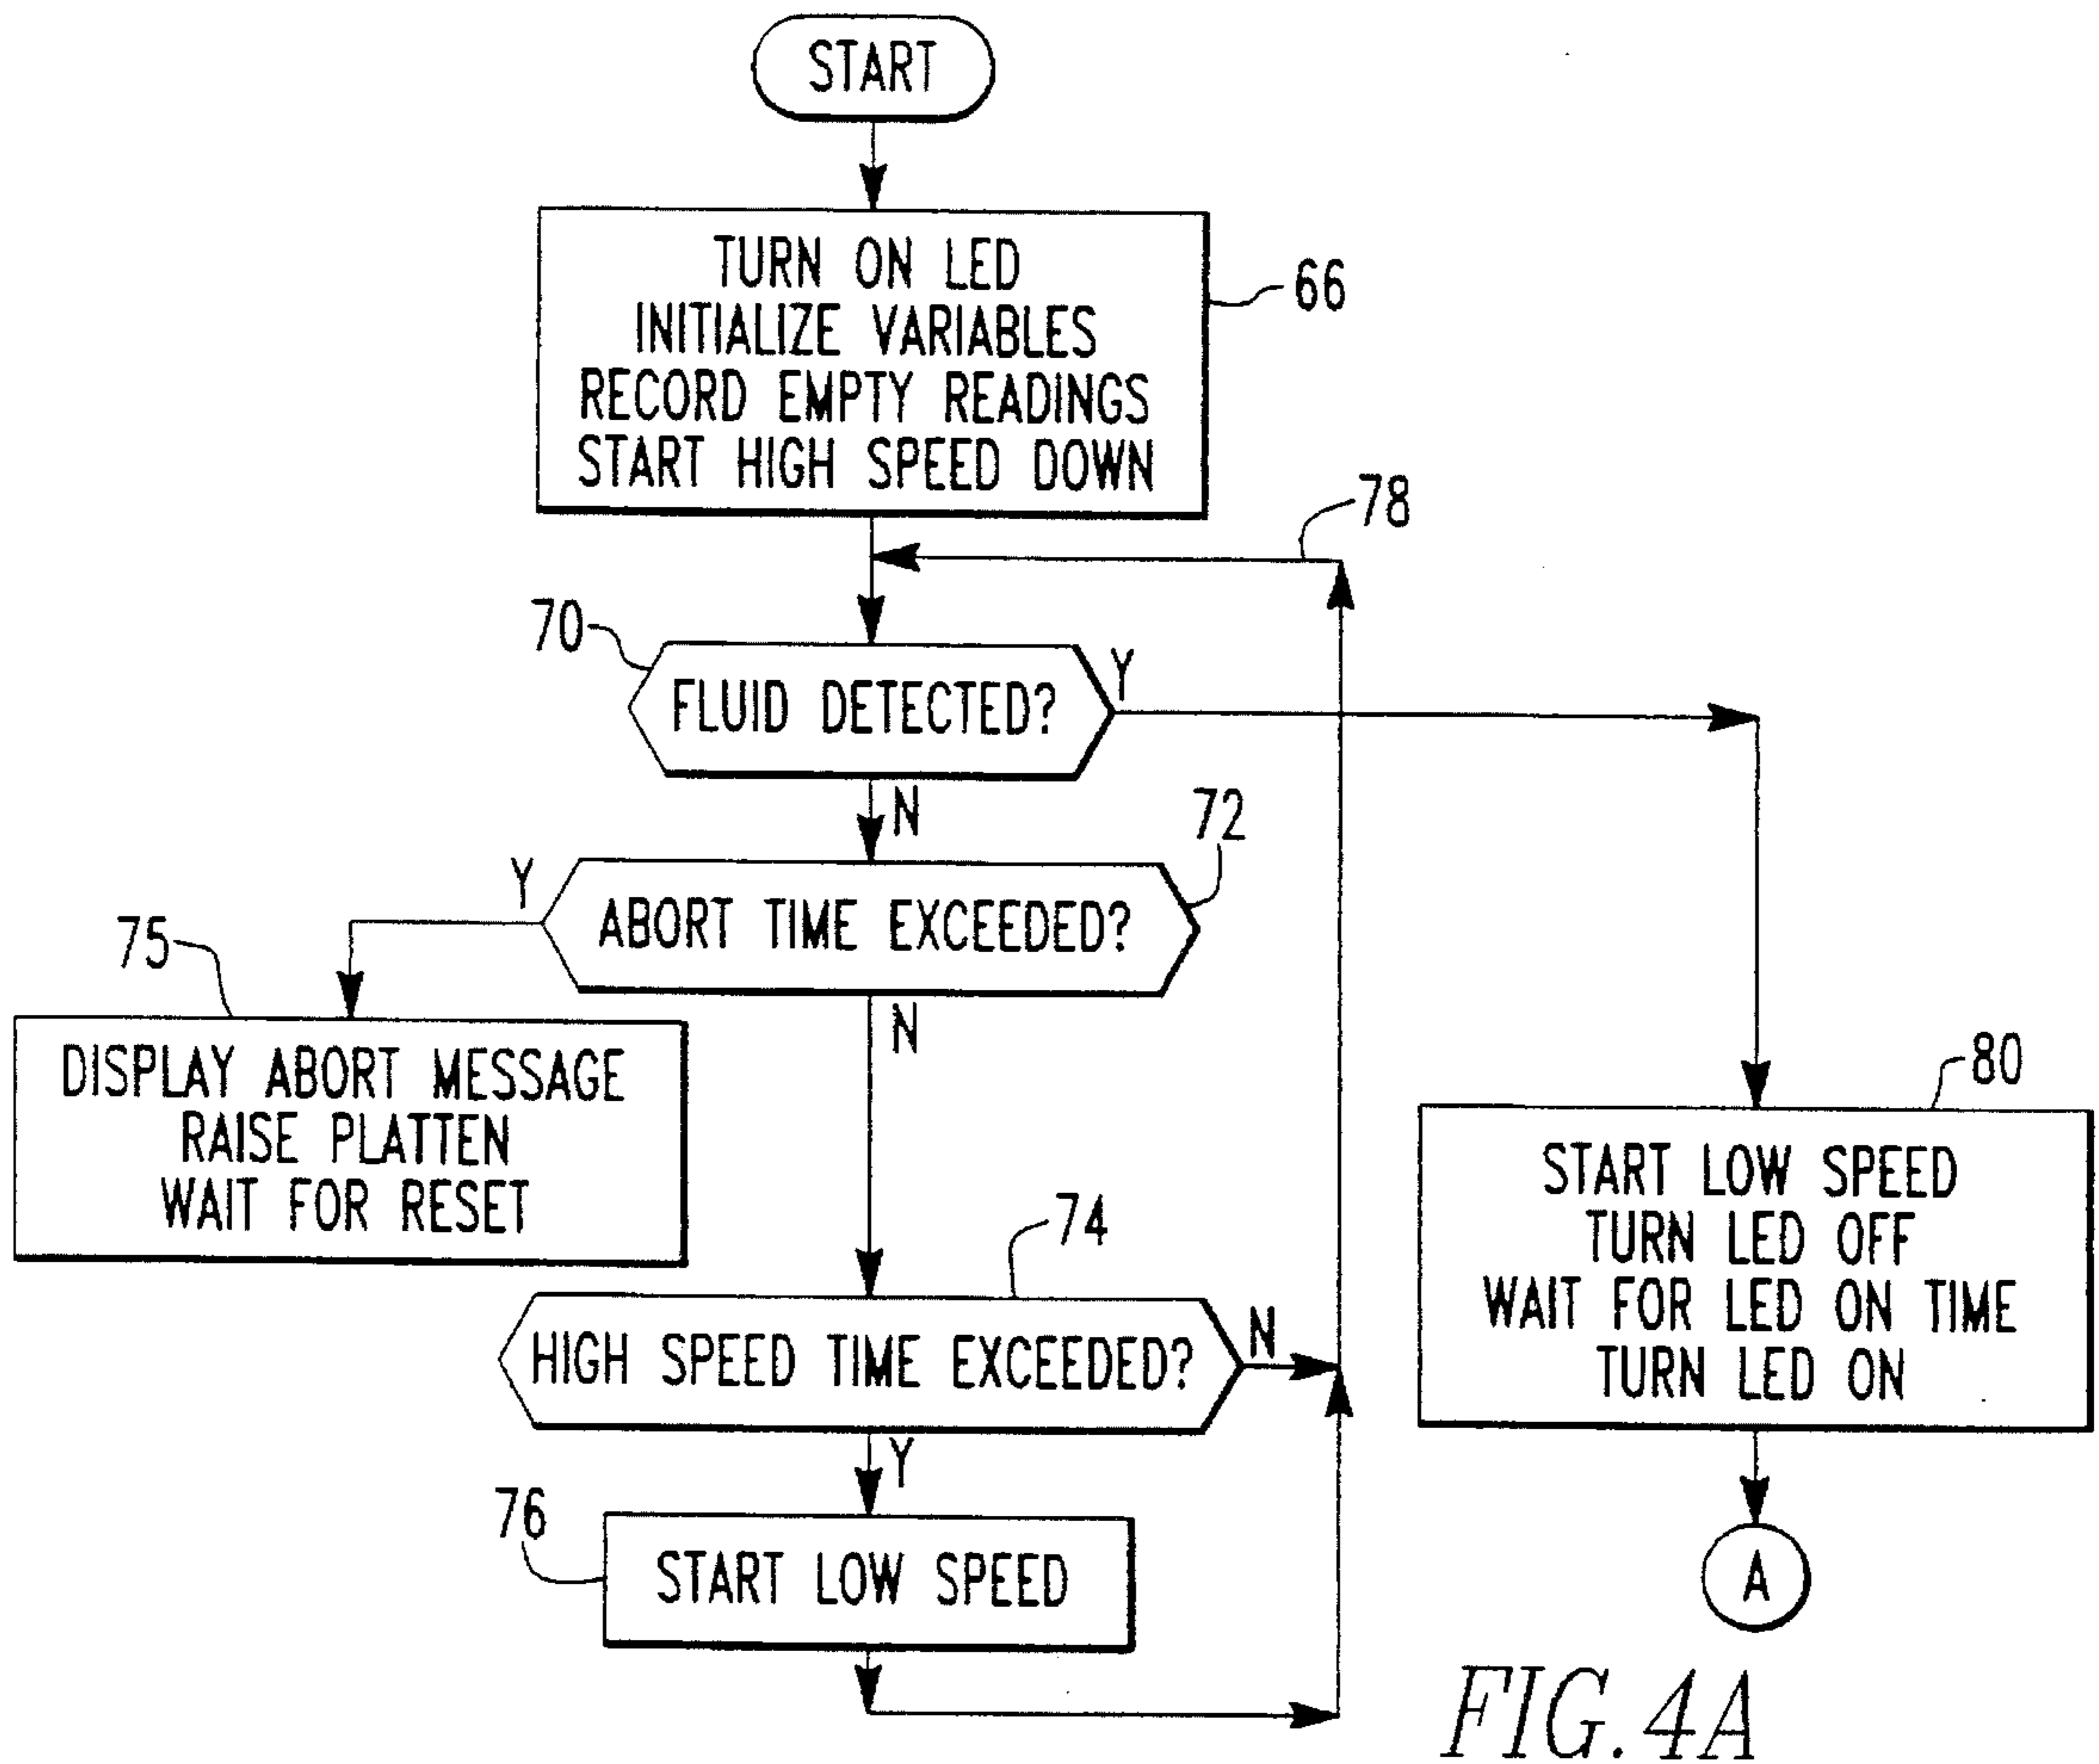 START
TURN ON LED
INITIALIZE VARIABLES
RECORD EMPTY READINGS
START HIGH SPEED DOWN
66
78
70
FLUID DETECTED?
Y
N
72
Y
ABORT TIME EXCEEDED?
75
N
DISPLAY ABORT MESSAGE
RAISE PLATTEN
WAIT FOR RESET
80
START LOW SPEED
TURN LED OFF
WAIT FOR LED ON TIME
TURN LED ON
74
HIGH SPEED TIME EXCEEDED?
N
Y
76
START LOW SPEED
A
FIG.4A